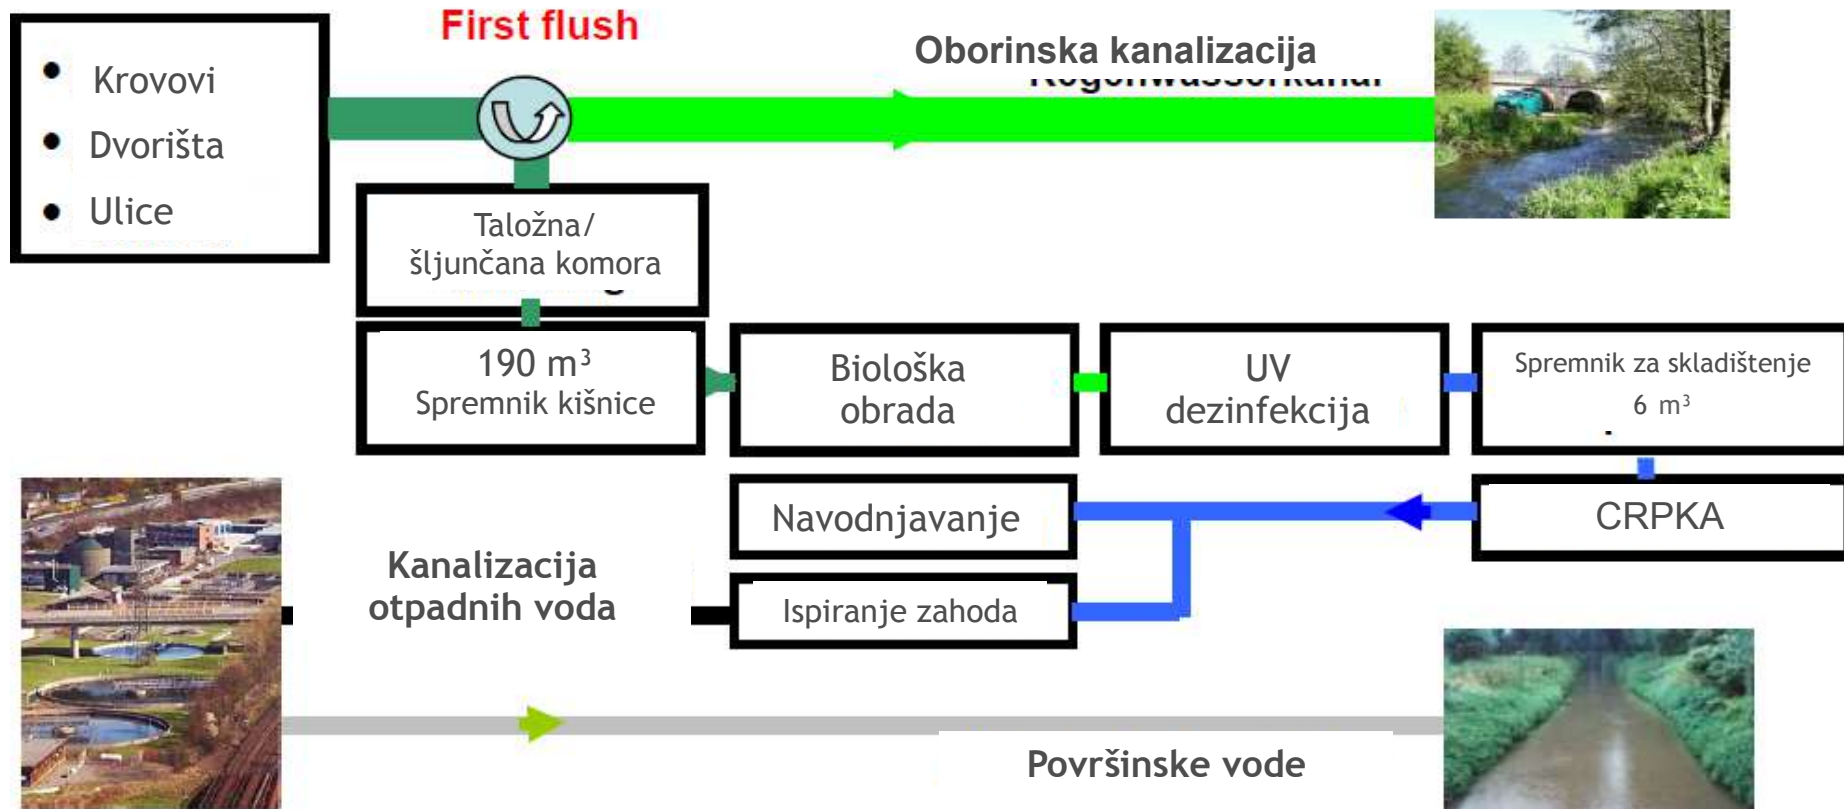 First flush
Oborinska kanalizacija
• Krovovi
• Dvorišta
• Ulice
Taložna/
šljunčana komora
190 m³
Spremnik kišnice
Biološka
obrada
UV
dezinfekcija
Spremnik za skladištenje
6 m³
Navodnjavanje
CRPKA
Kanalizacija
otpadnih voda
Ispiranje zahoda
Površinske vode